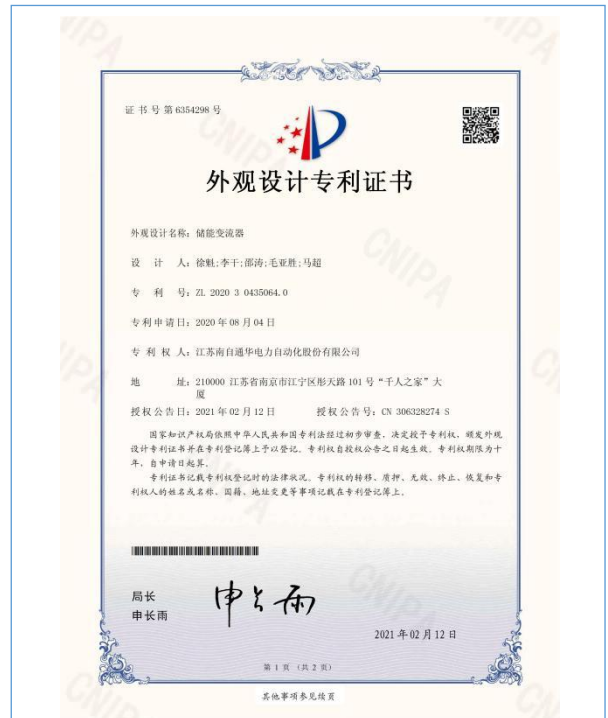 证书号第6354298号
外观设计专利证书
外观设计名称：储能变流器
设 计 人：徐魁;李干;邵涛;毛亚胜;马超
专 利 号：ZL 2020 3 0435064.0
专利申请日：2020年08月04日
专 利 权 人：江苏南自通华电力自动化股份有限公司
地 址：210000 江苏省南京市江宁区彤天路101号“千人之家”大
厦
授权公告日：2021年02月12日 授权公告号：CN 306328274 S
国家知识产权局依照中华人民共和国专利法经过初步审查，决定授予专利权，颁发外观
设计专利证书并在专利登记簿上予以登记。专利权自授权公告之日起生效。专利权期限为十
年，自申请日起算。
专利证书记载专利权登记时的法律状况。专利权的转移、质押、无效、终止、恢复和专
利权人的姓名或名称、国籍、地址变更等事项记载在专利登记簿上。
局长
申长雨
申长雨
2021年02月12日
第 1 页 （共 2 页）
其他事项参见续页
CNIPA
CNIPA
CNIPA
CNIPA